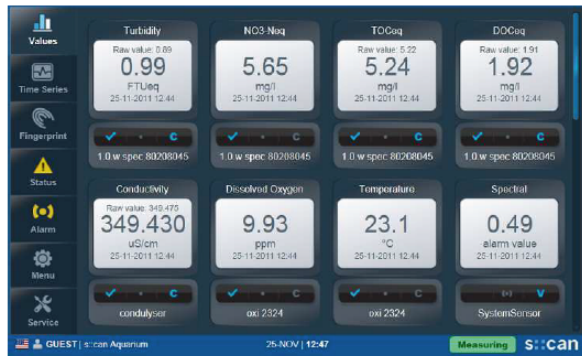 Values
Time Series
Fingerprint
Status
Alarm
Menu
Service
Turbidity
Raw value: 0.89
0.99
FTUeq
25-11-2011 12:44
C
1.0 w spec 80208045
NO3-Neq
5.65
mg/l
25-11-2011 12:44
C
1.0 w spec 80208045
TOCeq
Raw value: 5.22
5.24
mg/l
25-11-2011 12:44
C
1.0 w spec 80208045
DOCeq
Raw value: 1.91
1.92
mg/l
25-11-2011 12:44
C
1.0 w spec 80208045
Conductivity
Raw value: 349.475
349.430
uS/cm
25-11-2011 12:44
C
condulyser
Dissolved Oxygen
9.93
ppm
25-11-2011 12:44
C
oxi 2324
Temperature
23.1
°C
25-11-2011 12:44
C
oxi 2324
Spectral
0.49
alarm value
25-11-2011 12:44
V
SystemSensor
GUEST | s::can Aquarium
25-NOV | 12:47
Measuring
s::can